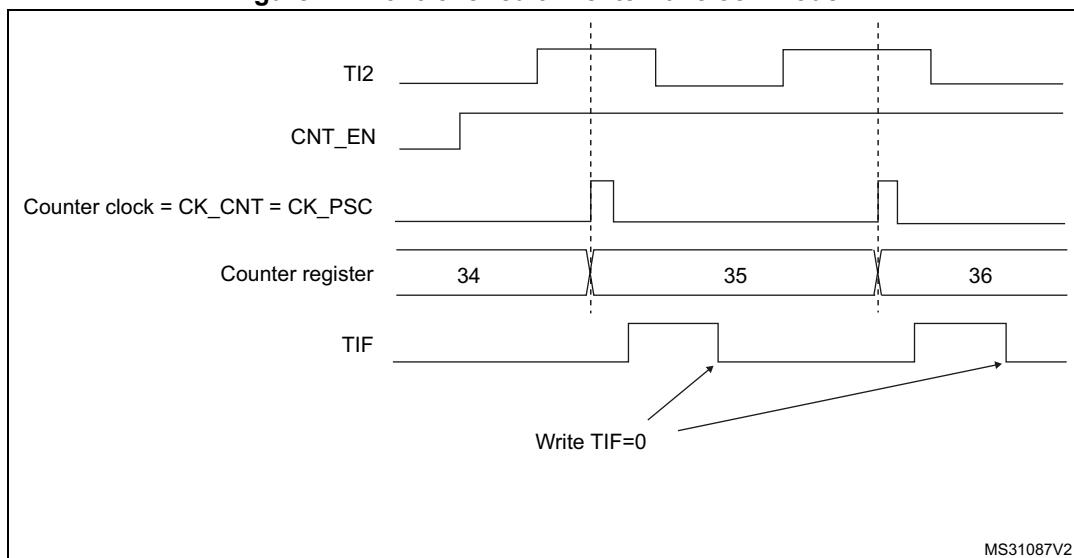 TI2
CNT_EN
Counter clock = CK_CNT = CK_PSC
Counter register 34 35 36
TIF
Write TIF=0
MS31087V2